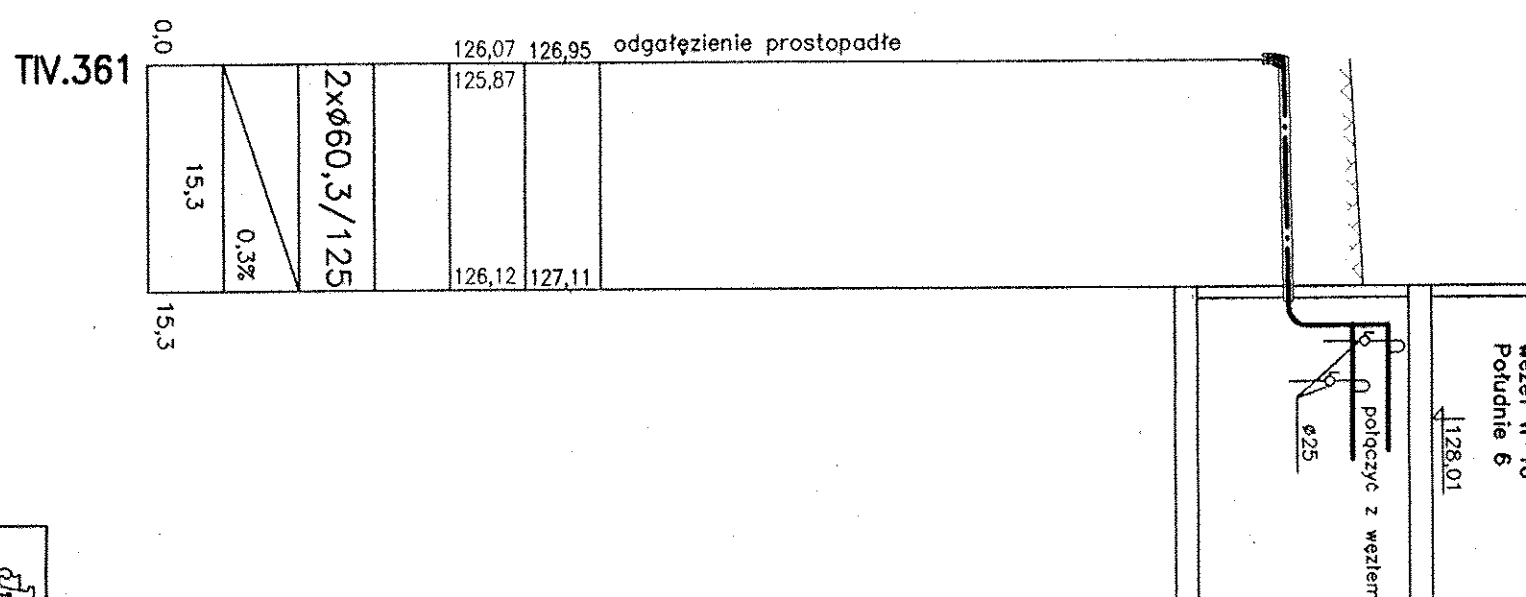 TIV.361
0,0
126,07 126,95 odgałęzienie prostopadłe
125,87
2xø60,3/125
15,3
0,3%
126,12 127,11
15,3
ø25
połączyć z węzłem
128,01
Południe 6